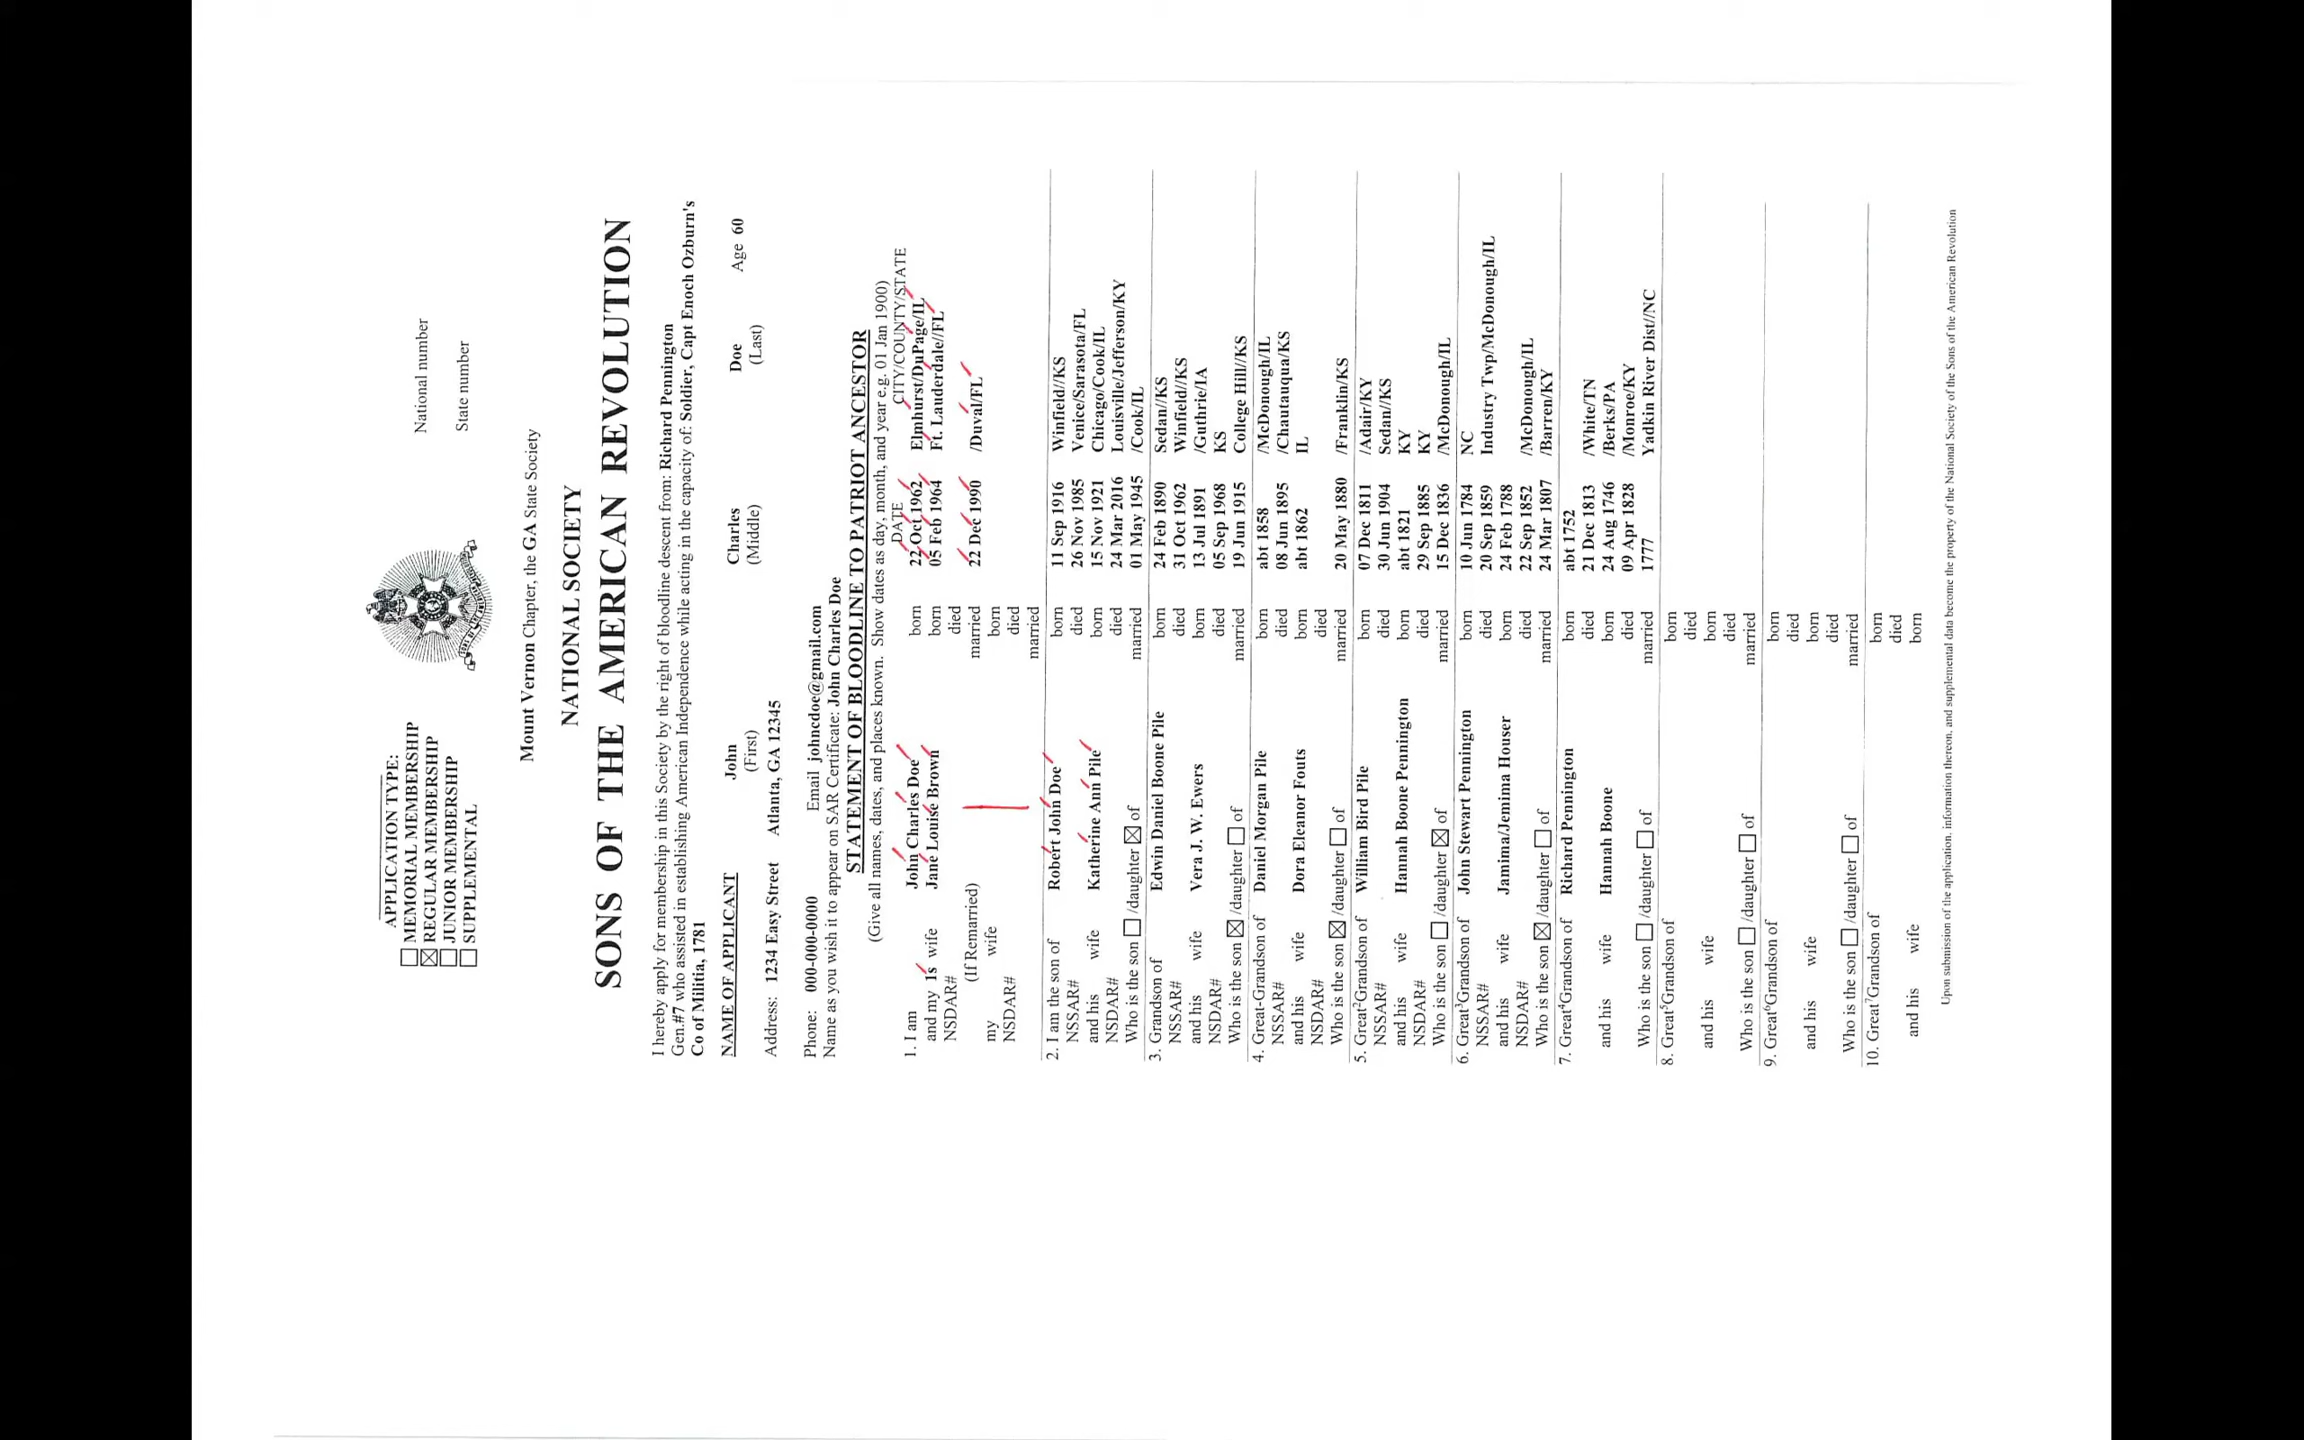 APPLICATION TYPE:
☐ MEMORIAL MEMBERSHIP
☒ REGULAR MEMBERSHIP
☐ JUNIOR MEMBERSHIP
☐ SUPPLEMENTAL
National number
State number
Mount Vernon Chapter, the GA State Society
NATIONAL SOCIETY
SONS OF THE AMERICAN REVOLUTION
I hereby apply for membership in this Society by the right of bloodline descent from: Richard Pennington
Gen.#7 who assisted in establishing American Independence while acting in the capacity of: Soldier, Capt Enoch Ozburn's
Co of Militia, 1781
NAME OF APPLICANT John Charles Doe Age 60
(First) (Middle) (Last)
Address: 1234 Easy Street Atlanta, GA 12345
Phone: 000-000-0000 Email johncdoe@gmail.com
Name as you wish it to appear on SAR Certificate: John Charles Doe
STATEMENT OF BLOODLINE TO PATRIOT ANCESTOR
(Give all names, dates, and places known. Show dates as day, month, and year e.g. 01 Jan 1900)
DATE CITY/COUNTY/STATE
1. I am John Charles Doe born 22 Oct 1962 Elmhurst/DuPage/IL
and my 1s wife Jane Louise Brown born 05 Feb 1964 Ft. Lauderdale//FL
NSDAR# died
(If Remarried) married 22 Dec 1990 /Duval/FL
my wife born
NSDAR# died
married
2. I am the son of Robert John Doe born 11 Sep 1916 Winfield//KS
NSSAR# died 26 Nov 1985 Venice/Sarasota/FL
and his wife Katherine Ann Pile born 15 Nov 1921 Chicago/Cook/IL
NSDAR# died 24 Mar 2016 Louisville/Jefferson/KY
Who is the son ☐ /daughter ☒ of married 01 May 1945 /Cook/IL
3. Grandson of Edwin Daniel Boone Pile born 24 Feb 1890 Sedan//KS
NSSAR# died 31 Oct 1962 Winfield//KS
and his wife Vera J. W. Ewers born 13 Jul 1891 /Guthrie/IA
NSDAR# died 05 Sep 1968 KS
Who is the son ☒ /daughter ☐ of married 19 Jun 1915 College Hill//KS
4. Great-Grandson of Daniel Morgan Pile born abt 1858 /McDonough/IL
NSSAR# died 08 Jun 1895 /Chautauqua/KS
and his wife Dora Eleanor Fouts born abt 1862 IL
NSDAR# died
Who is the son ☒ /daughter ☐ of married 20 May 1880 /Franklin/KS
5. Great²Grandson of William Bird Pile born 07 Dec 1811 /Adair/KY
NSSAR# died 30 Jun 1904 Sedan//KS
and his wife Hannah Boone Pennington born abt 1821 KY
NSDAR# died 29 Sep 1885 KY
Who is the son ☐ /daughter ☒ of married 15 Dec 1836 /McDonough/IL
6. Great³Grandson of John Stewart Pennington born 10 Jun 1784 NC
NSSAR# died 20 Sep 1859 Industry Twp/McDonough/IL
and his wife Janima/Jemima Houser born 24 Feb 1788
NSDAR# died 22 Sep 1852 /McDonough/IL
Who is the son ☒ /daughter ☐ of married 24 Mar 1807 /Barren/KY
7. Great⁴Grandson of Richard Pennington born abt 1752
died 21 Dec 1813 /White/TN
and his wife Hannah Boone born 24 Aug 1746 /Berks/PA
died 09 Apr 1828 /Monroe/KY
Who is the son ☐ /daughter ☐ of married 1777 Yadkin River Dist//NC
8. Great⁵Grandson of born
died
and his wife born
died
Who is the son ☐ /daughter ☐ of married
9. Great⁶Grandson of born
died
and his wife born
died
Who is the son ☐ /daughter ☐ of married
10. Great⁷Grandson of born
died
and his wife born
Upon submission of the application, information thereon, and supplemental data become the property of the National Society of the Sons of the American Revolution